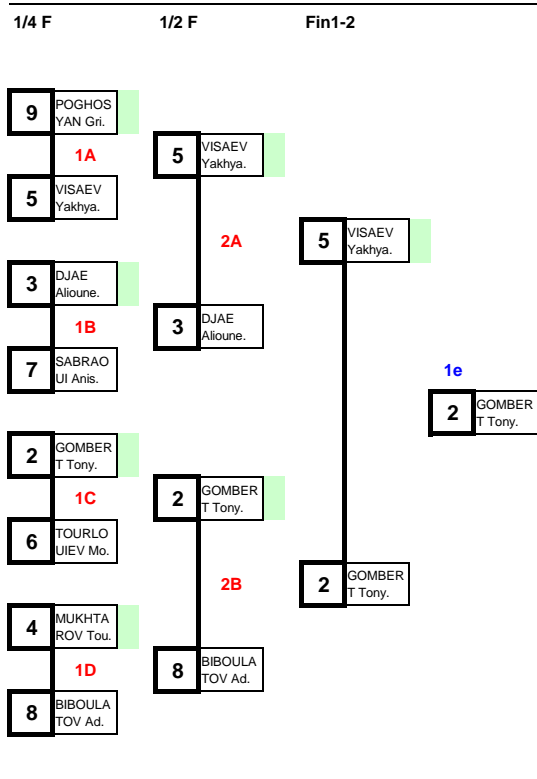 1/4 F 1/2 F Fin1-2
9 POGHOS
YAN Gri.
1A
5 VISAEV
Yakhya.
3 DJAE
Alioune.
1B
7 SABRAO
UI Anis.
2 GOMBER
T Tony.
1C
6 TOURLO
UIEV Mo.
4 MUKHTA
ROV Tou.
1D
8 BIBOULA
TOV Ad.
5 VISAEV
Yakhya.
2A
3 DJAE
Alioune.
2 GOMBER
T Tony.
2B
8 BIBOULA
TOV Ad.
5 VISAEV
Yakhya.
2 GOMBER
T Tony.
1e
2 GOMBER
T Tony.